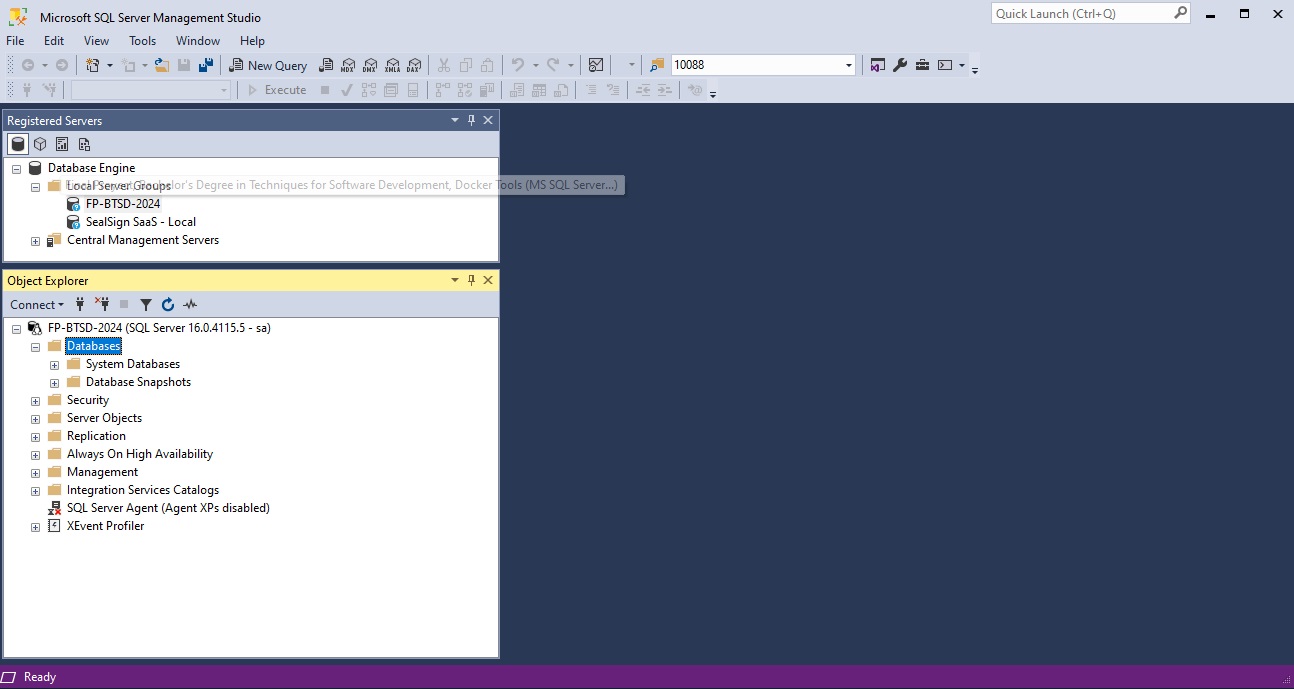 Microsoft SQL Server Management Studio
Quick Launch (Ctrl+Q)
File Edit View Tools Window Help
New Query MDX DMX XMLA DAX 10088
Execute
Registered Servers
Database Engine
Local Server Groups
Final Project, Bachelor's Degree in Techniques for Software Development, Docker Tools (MS SQL Server...)
FP-BTSD-2024
SealSign SaaS - Local
Central Management Servers
Object Explorer
Connect
FP-BTSD-2024 (SQL Server 16.0.4115.5 - sa)
Databases
System Databases
Database Snapshots
Security
Server Objects
Replication
Always On High Availability
Management
Integration Services Catalogs
SQL Server Agent (Agent XPs disabled)
XEvent Profiler
Ready